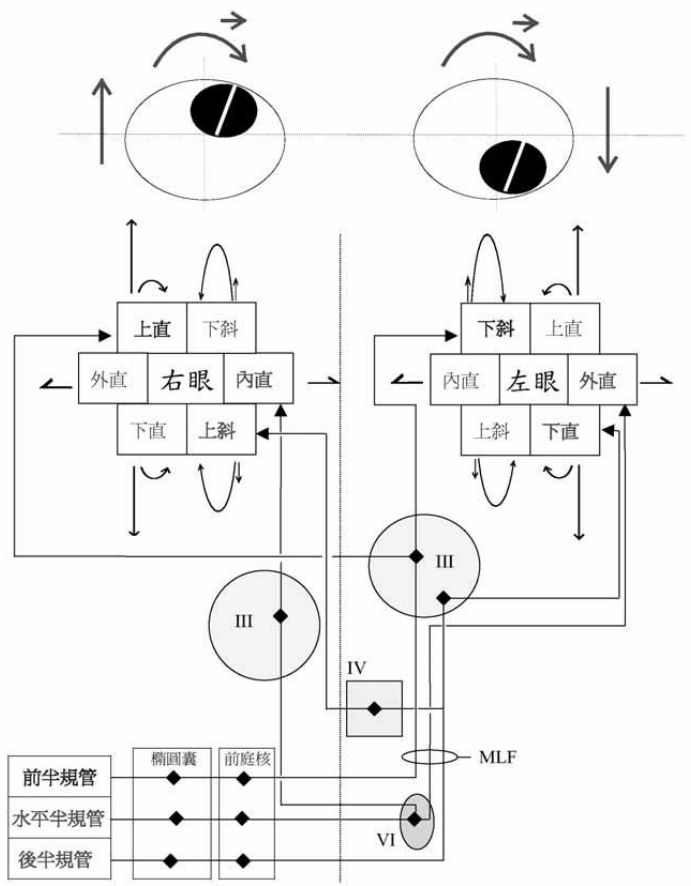 上直 下斜
外直 右眼 內直
下直 上斜
下斜 上直
內直 左眼 外直
上斜 下直
III
III
IV
MLF
VI
橢圓囊 前庭核
前半規管
水平半規管
後半規管